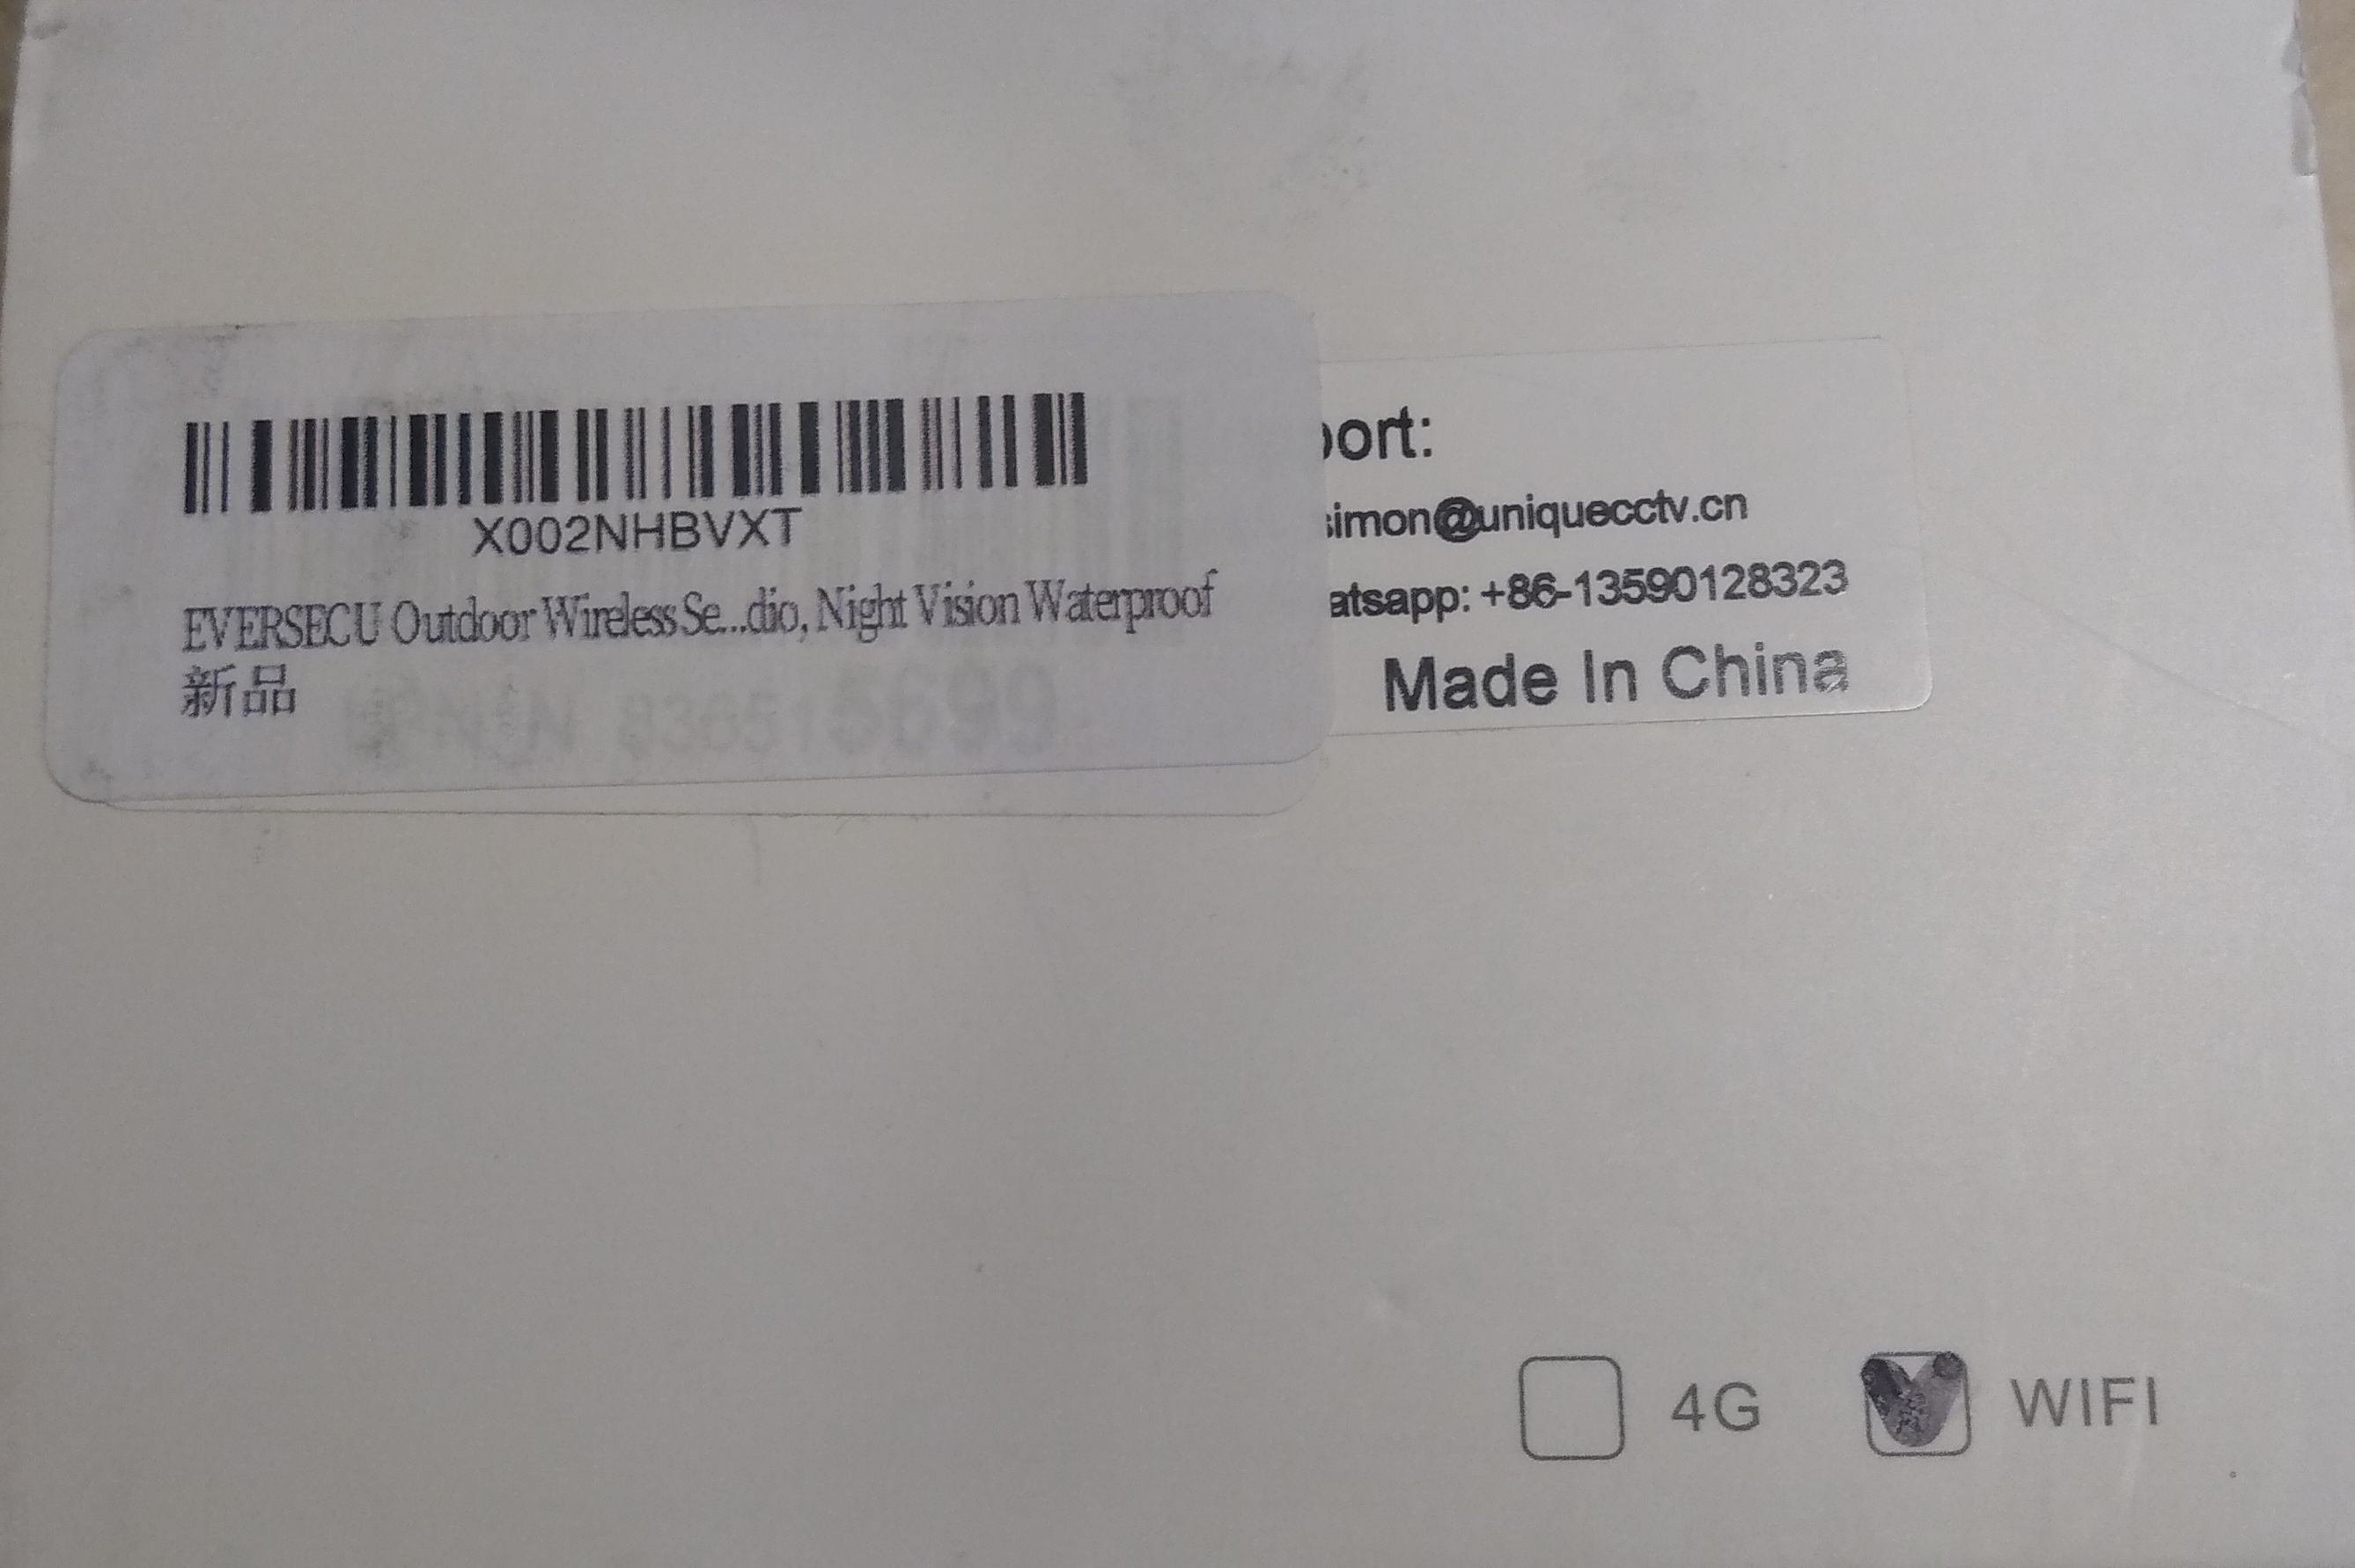 X002NHBVXT
EVERSECU Outdoor Wireless Se...dio, Night Vision Waterproof
新品
port:
simon@uniquecctv.cn
atsapp: +86-13590128323
Made In China
4G WIFI